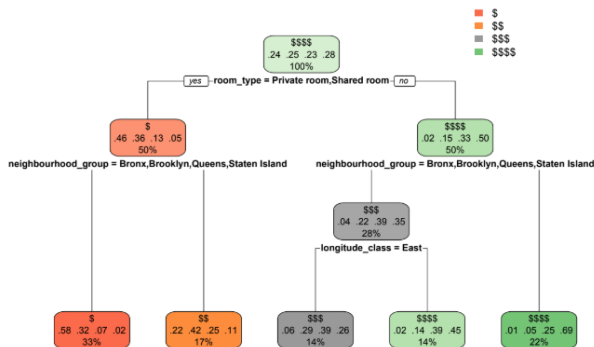 $
$$
$$$
$$$$
$$$$
.24 .25 .23 .28
100%
yes room_type = Private room,Shared room no
$
.46 .36 .13 .05
50%
$$$$
.02 .15 .33 .50
50%
neighbourhood_group = Bronx,Brooklyn,Queens,Staten Island
neighbourhood_group = Bronx,Brooklyn,Queens,Staten Island
$$$
.04 .22 .39 .35
28%
longitude_class = East
$
.58 .32 .07 .02
33%
$$
.22 .42 .25 .11
17%
$$$
.06 .29 .39 .26
14%
$$$$
.02 .14 .39 .45
14%
$$$$
.01 .05 .25 .69
22%